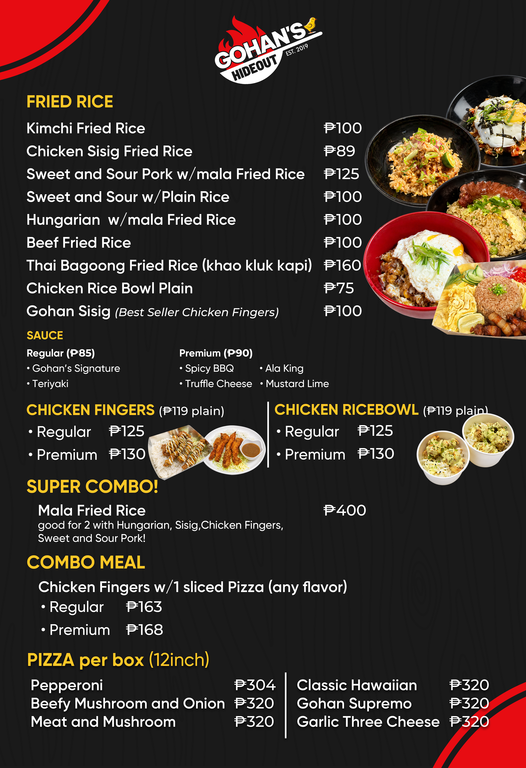 GOHAN'S
HIDEOUT
EST. 2019
FRIED RICE
Kimchi Fried Rice ₱100
Chicken Sisig Fried Rice ₱89
Sweet and Sour Pork w/mala Fried Rice ₱125
Sweet and Sour w/Plain Rice ₱100
Hungarian w/mala Fried Rice ₱100
Beef Fried Rice ₱100
Thai Bagoong Fried Rice (khao kluk kapi) ₱160
Chicken Rice Bowl Plain ₱75
Gohan Sisig (Best Seller Chicken Fingers) ₱100
SAUCE
Regular (₱85)
• Gohan's Signature
• Teriyaki
Premium (₱90)
• Spicy BBQ • Ala King
• Truffle Cheese • Mustard Lime
CHICKEN FINGERS (₱119 plain)
• Regular ₱125
• Premium ₱130
CHICKEN RICEBOWL (₱119 plain)
• Regular ₱125
• Premium ₱130
SUPER COMBO!
Mala Fried Rice ₱400
good for 2 with Hungarian, Sisig,Chicken Fingers,
Sweet and Sour Pork!
COMBO MEAL
Chicken Fingers w/1 sliced Pizza (any flavor)
• Regular ₱163
• Premium ₱168
PIZZA per box (12inch)
Pepperoni ₱304
Beefy Mushroom and Onion ₱320
Meat and Mushroom ₱320
Classic Hawaiian ₱320
Gohan Supremo ₱320
Garlic Three Cheese ₱320